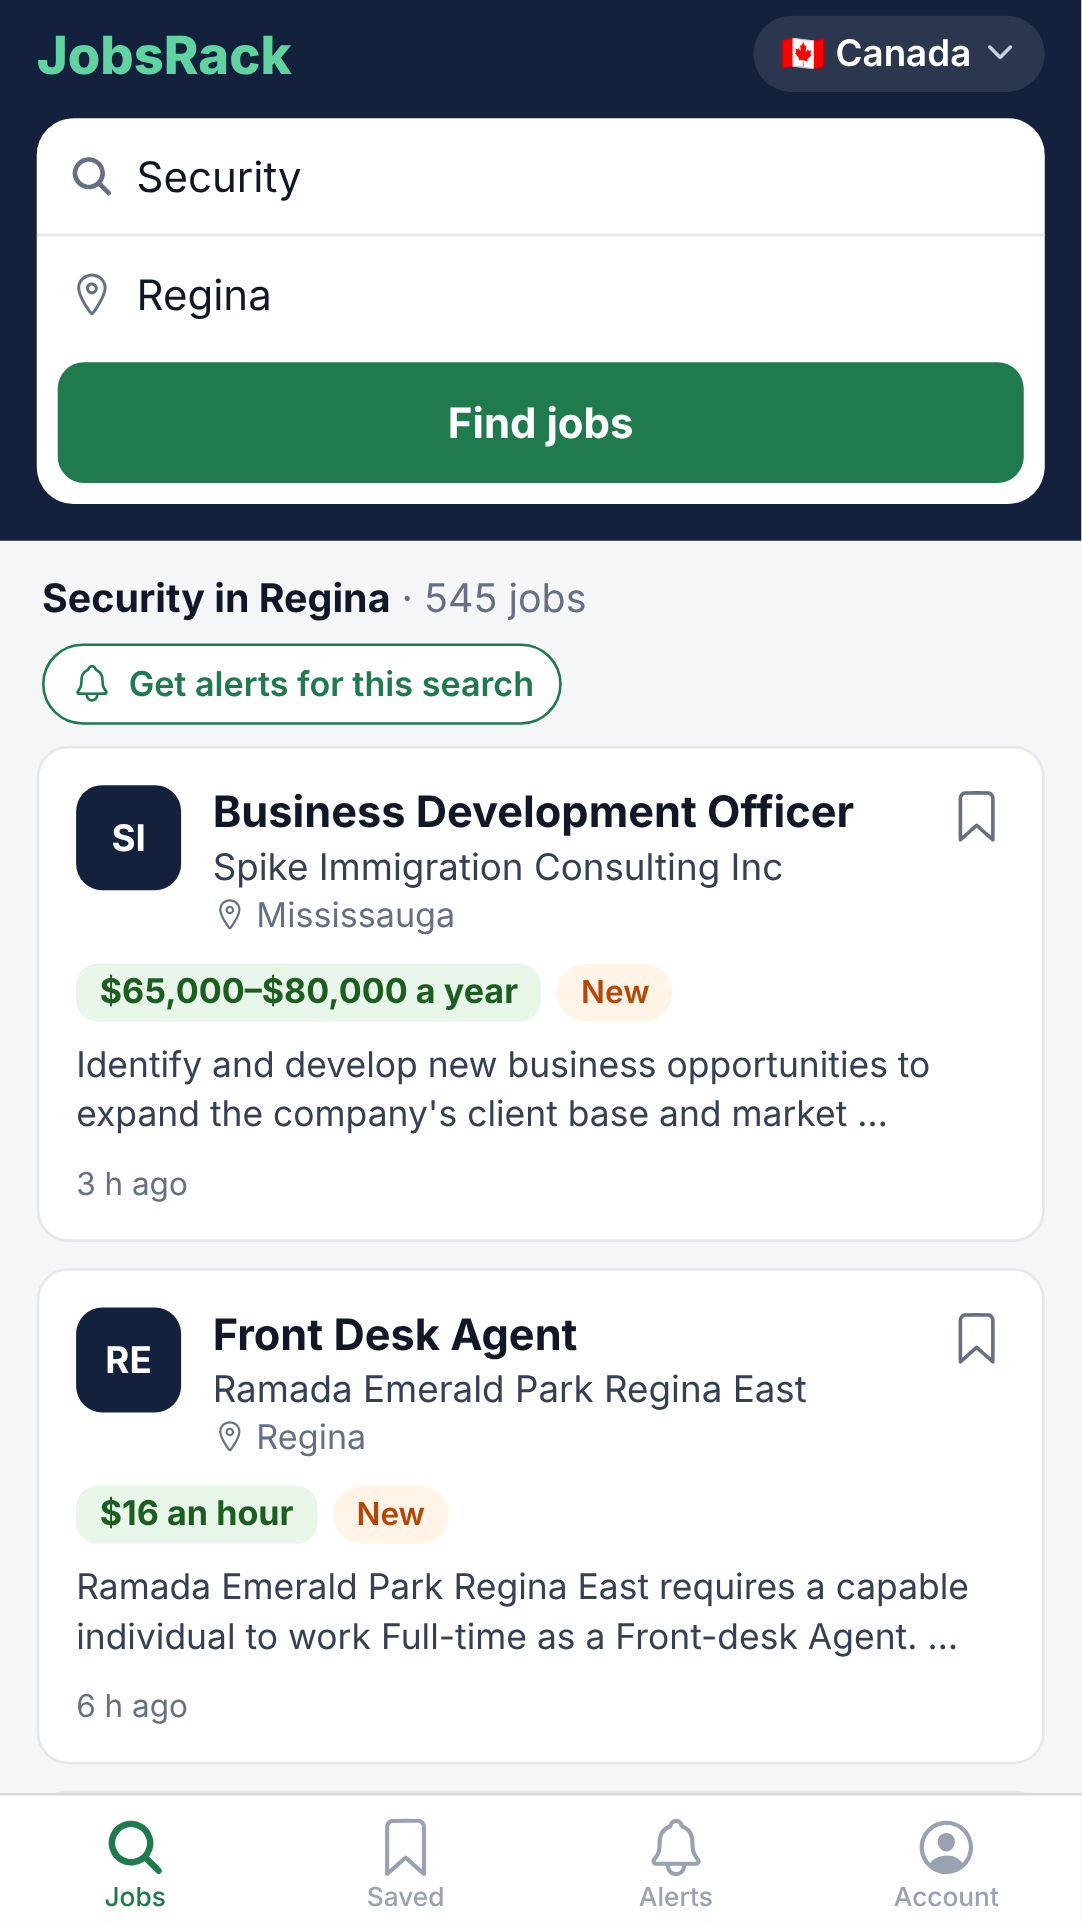 JobsRack
🇨🇦 Canada
Security
Regina
Find jobs
Security in Regina · 545 jobs
Get alerts for this search
SI
Business Development Officer
Spike Immigration Consulting Inc
Mississauga
$65,000–$80,000 a year
New
Identify and develop new business opportunities to
expand the company's client base and market ...
3 h ago
RE
Front Desk Agent
Ramada Emerald Park Regina East
Regina
$16 an hour
New
Ramada Emerald Park Regina East requires a capable
individual to work Full-time as a Front-desk Agent. ...
6 h ago
Jobs
Saved
Alerts
Account